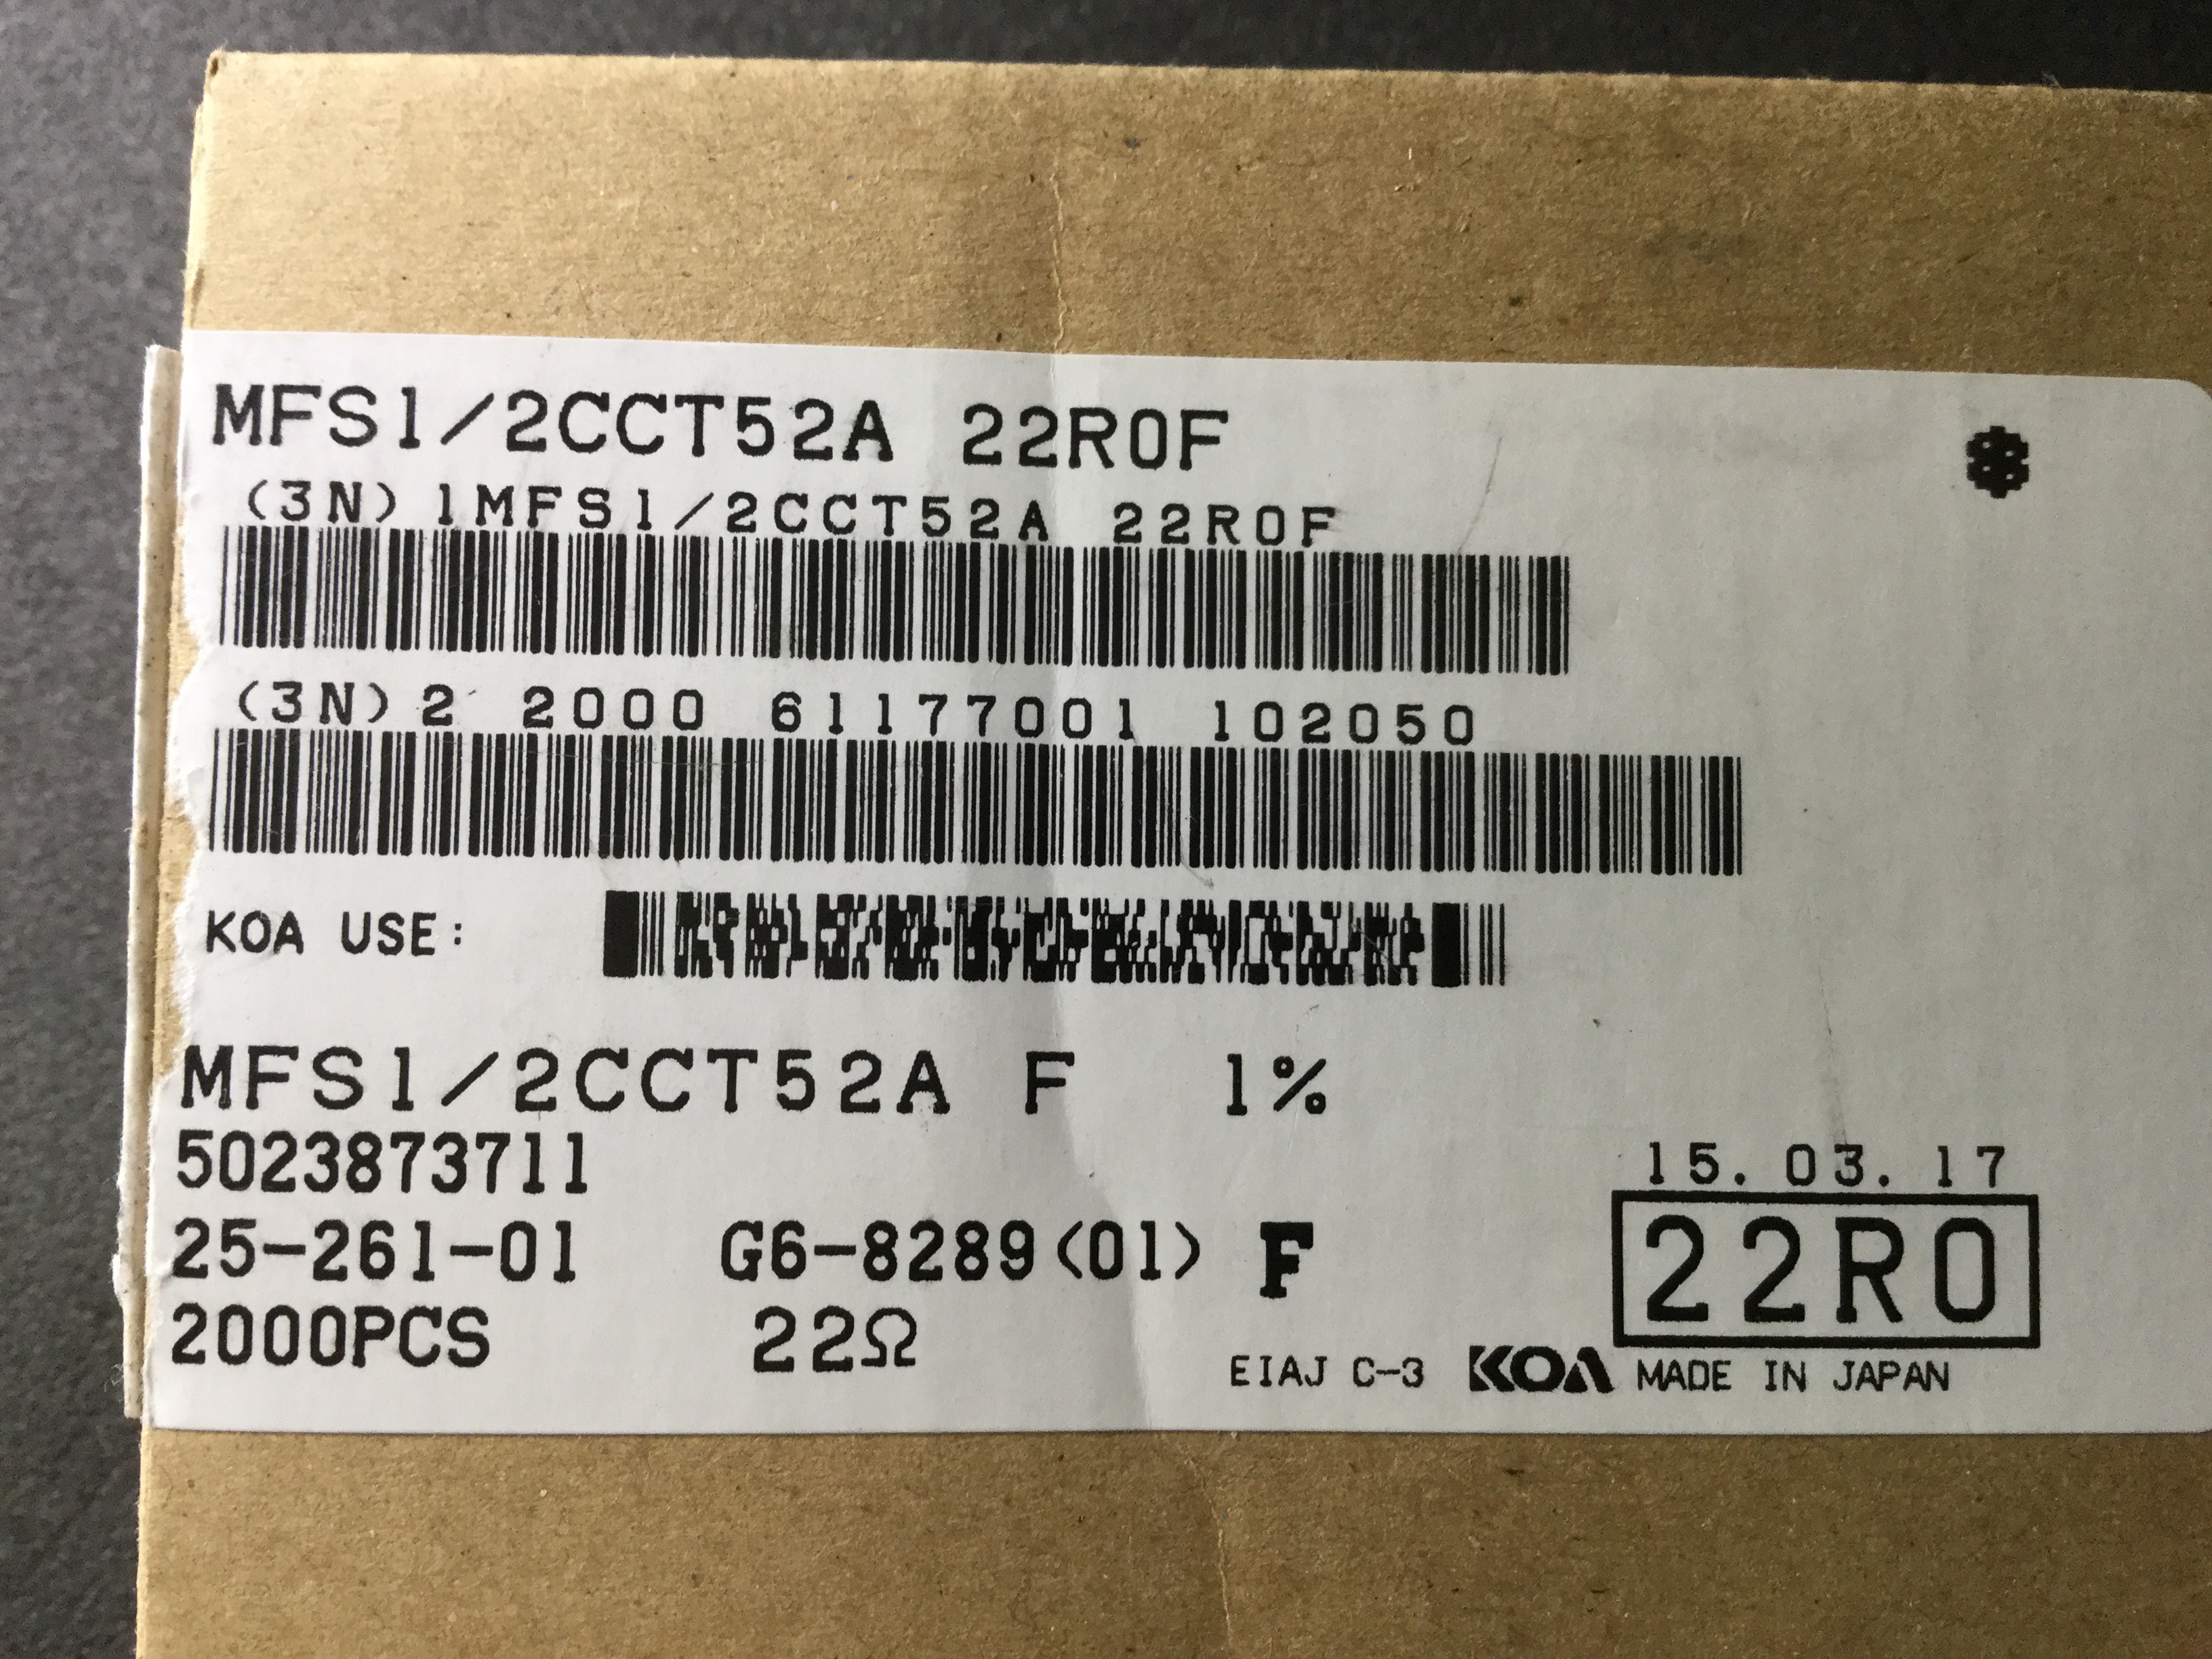 MFS1/2CCT52A 22R0F
(3N)1MFS1/2CCT52A 22R0F
(3N)2 2000 61177001 102050
KOA USE:
MFS1/2CCT52A F 1%
5023873711
15.03.17
25-261-01 G6-8289(01) F
22R0
2000PCS 22Ω
EIAJ C-3 KOA MADE IN JAPAN